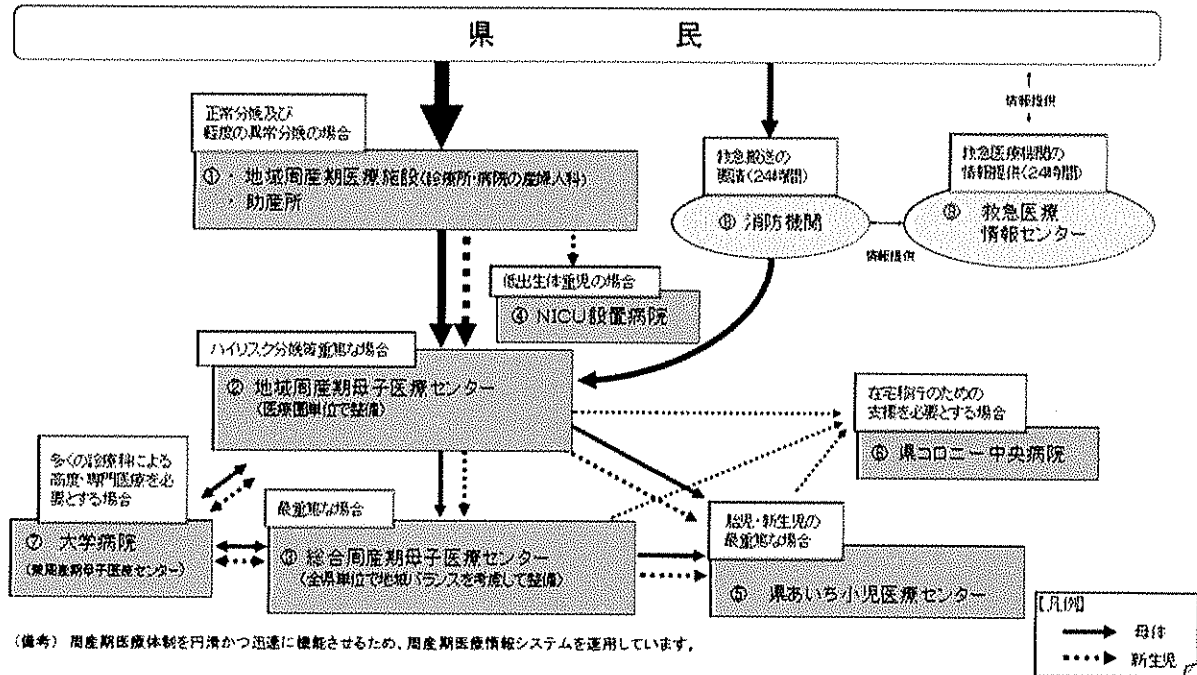 県 民
正常分娩及び
軽度の異常分娩の場合
① ・ 地域周産期医療施設(診療所・病院の産婦人科)
・ 助産所
救急搬送の
要請(24時間)
⑧ 消防機関
情報提供
救急医療機関の
情報提供(24時間)
⑨ 救急医療
情報センター
情報提供
低出生体重児の場合
④ NICU設置病院
ハイリスク分娩等重篤な場合
② 地域周産期母子医療センター
(医療圏単位で整備)
在宅移行のための
支援を必要とする場合
⑥ 県コロニー中央病院
多くの診療科による
高度・専門医療を必
要とする場合
⑦ 大学病院
(兼周産期母子医療センター)
最重篤な場合
③ 総合周産期母子医療センター
(全県単位で地域バランスを考慮して整備)
胎児・新生児の
最重篤な場合
⑤ 県あいち小児医療センター
【凡例】
母体
新生児
(備考) 周産期医療体制を円滑かつ迅速に機能させるため、周産期医療情報システムを運用しています。